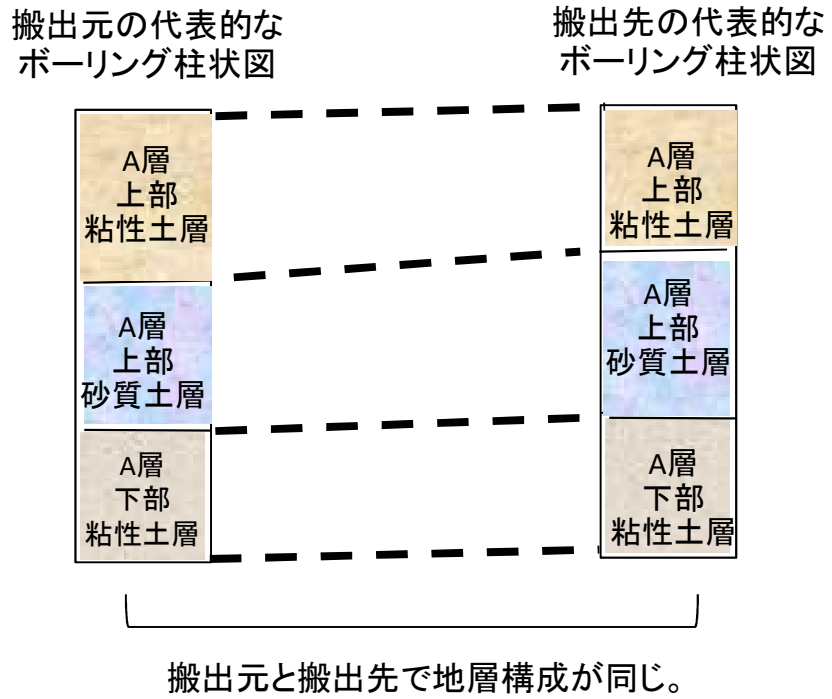 搬出元の代表的な
ボーリング柱状図
搬出先の代表的な
ボーリング柱状図
A層
上部
粘性土層
A層
上部
砂質土層
A層
下部
粘性土層
A層
上部
粘性土層
A層
上部
砂質土層
A層
下部
粘性土層
搬出元と搬出先で地層構成が同じ。